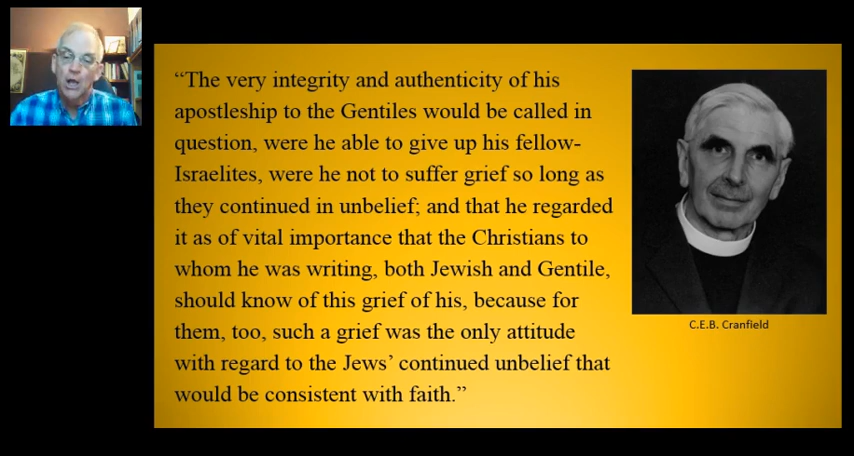 “The very integrity and authenticity of his
apostleship to the Gentiles would be called in
question, were he able to give up his fellow-
Israelites, were he not to suffer grief so long as
they continued in unbelief; and that he regarded
it as of vital importance that the Christians to
whom he was writing, both Jewish and Gentile,
should know of this grief of his, because for
them, too, such a grief was the only attitude
with regard to the Jews’ continued unbelief that
would be consistent with faith.”
C.E.B. Cranfield